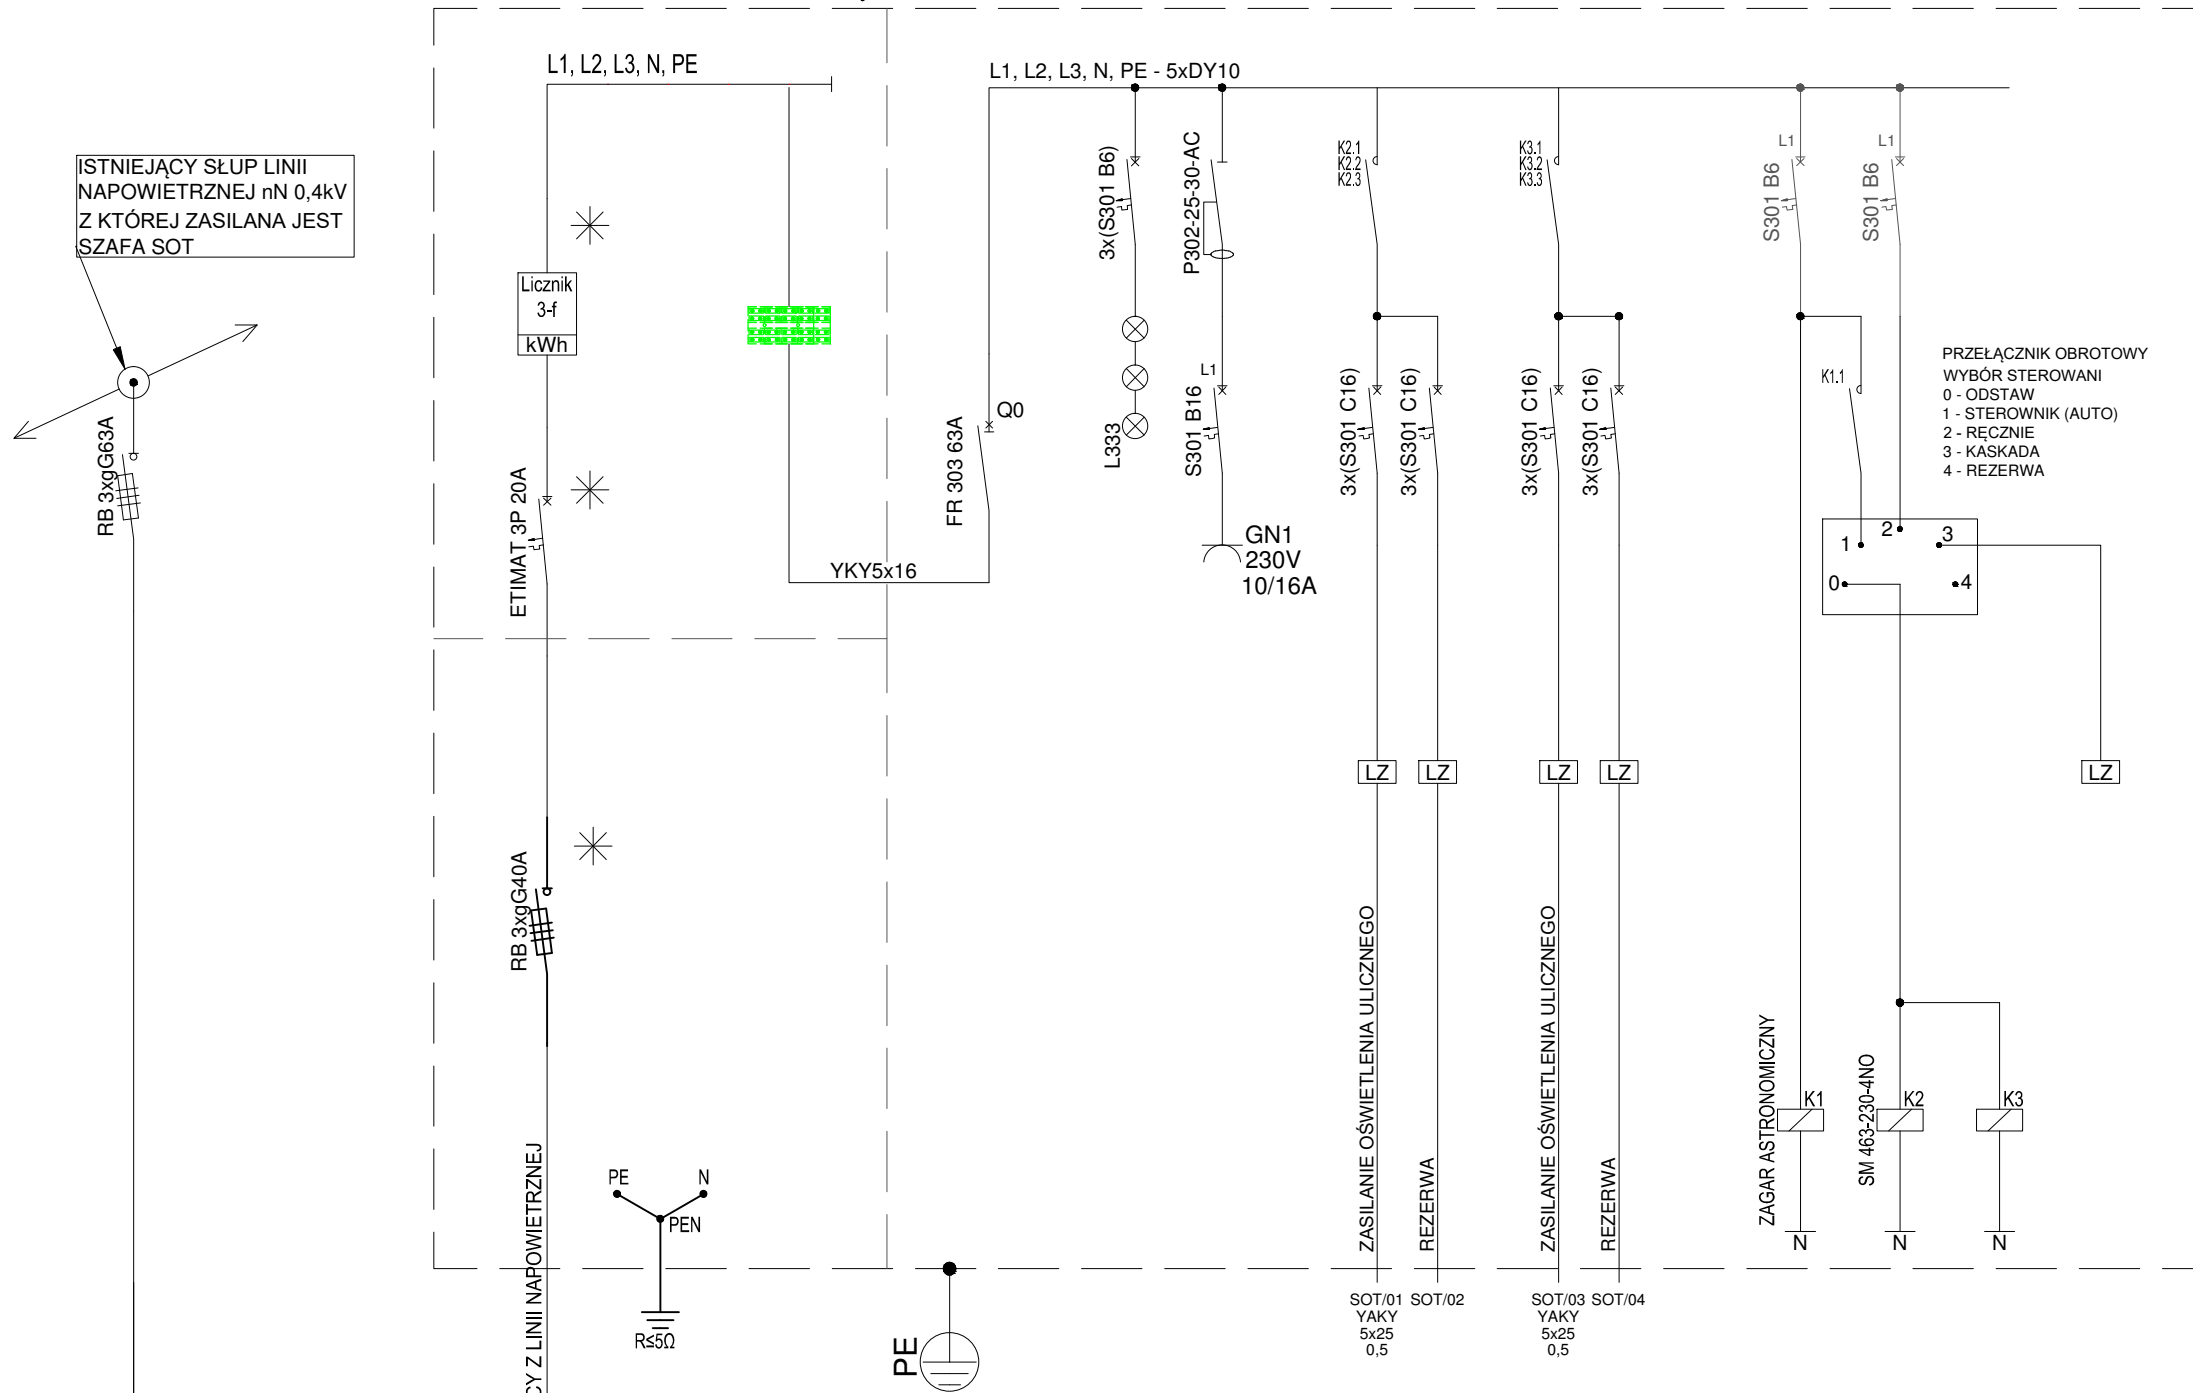 ISTNIEJĄCY SŁUP LINII
NAPOWIETRZNEJ nN 0,4kV
Z KTÓREJ ZASILANA JEST
SZAFA SOT
RB 3xgG63A
L1, L2, L3, N, PE
Licznik
3-f
kWh
ETIMAT 3P 20A
RB 3xgG40A
CY Z LINII NAPOWIETRZNEJ
PE
N
PEN
R≤5Ω
YKY5x16
FR 303 63A
Q0
PE
L1, L2, L3, N, PE - 5xDY10
3x(S301 B6)
L333
P302-25-30-AC
L1
S301 B16
GN1
230V
10/16A
K2.1
K2.2
K2.3
3x(S301 C16)
3x(S301 C16)
LZ
LZ
ZASILANIE OŚWIETLENIA ULICZNEGO
REZERWA
SOT/01
YAKY
5x25
0,5
SOT/02
K3.1
K3.2
K3.3
3x(S301 C16)
3x(S301 C16)
LZ
LZ
ZASILANIE OŚWIETLENIA ULICZNEGO
REZERWA
SOT/03
YAKY
5x25
0,5
SOT/04
L1
S301 B6
L1
S301 B6
K1.1
PRZEŁĄCZNIK OBROTOWY
WYBÓR STEROWANI
0 - ODSTAW
1 - STEROWNIK (AUTO)
2 - RĘCZNIE
3 - KASKADA
4 - REZERWA
1
2
3
0
4
LZ
ZAGAR ASTRONOMICZNY
K1
SM 463-230-4NO
K2
K3
N
N
N